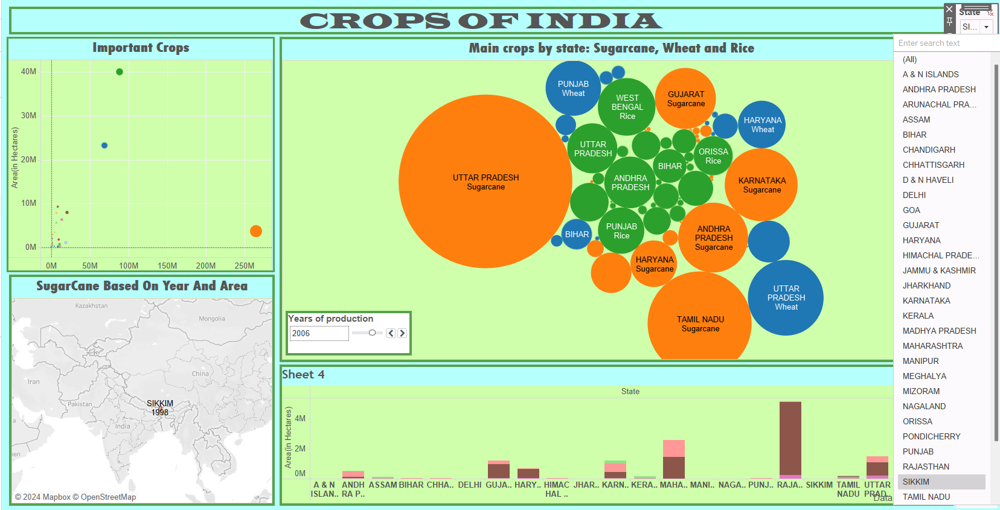 CROPS OF INDIA
State
SI...
Enter search text
(All)
A & N ISLANDS
ANDHRA PRADESH
ARUNACHAL PRA...
ASSAM
BIHAR
CHANDIGARH
CHHATTISGARH
D & N HAVELI
DELHI
GOA
GUJARAT
HARYANA
HIMACHAL PRADE...
JAMMU & KASHMIR
JHARKHAND
KARNATAKA
KERALA
MADHYA PRADESH
MAHARASHTRA
MANIPUR
MEGHALYA
MIZORAM
NAGALAND
ORISSA
PONDICHERRY
PUNJAB
RAJASTHAN
SIKKIM
TAMIL NADU
Important Crops
Area(in Hectares)
40M
30M
20M
10M
0M
0M 50M 100M 150M 200M 250M
Main crops by state: Sugarcane, Wheat and Rice
PUNJAB
Wheat
WEST
BENGAL
Rice
GUJARAT
Sugarcane
HARYANA
Wheat
UTTAR
PRADESH
ORISSA
Rice
BIHAR
UTTAR PRADESH
Sugarcane
ANDHRA
PRADESH
KARNATAKA
Sugarcane
PUNJAB
Rice
BIHAR
ANDHRA
PRADESH
Sugarcane
HARYANA
Sugarcane
UTTAR
PRADESH
Wheat
TAMIL NADU
Sugarcane
Years of production
2006
SugarCane Based On Year And Area
Kazakhstan
Mongolia
Iran
China
Pakistan
SIKKIM
1998
India
a
nen
© 2024 Mapbox © OpenStreetMap
Sheet 4
State
Area(in Hectares)
4M
2M
0M
A & N
ISLAN..
ANDH
RA P..
ASSAM
BIHAR
CHHA..
DELHI
GUJA..
HARY..
HIMAC
HAL ..
JHAR..
KARN..
KERA..
MAHA..
MANI..
NAGA..
PUNJ..
RAJA..
SIKKIM
TAMIL
NADU
UTTAR
PRAD..
Data